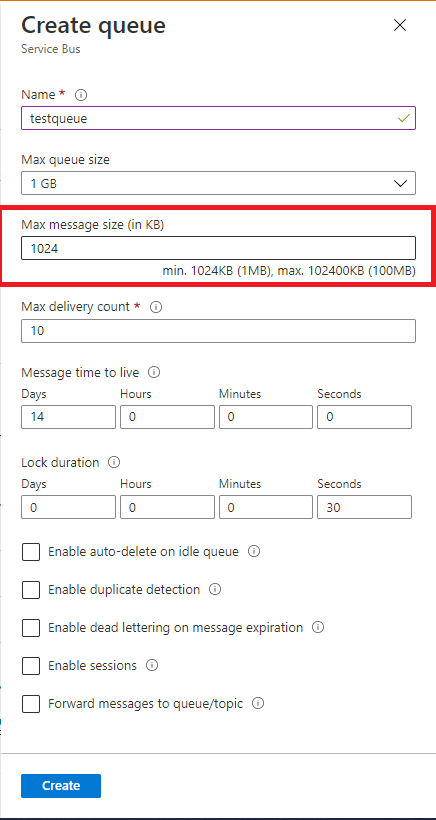 Create queue
Service Bus
Name *
testqueue
Max queue size
1 GB
Max message size (in KB)
1024
min. 1024KB (1MB), max. 102400KB (100MB)
Max delivery count *
10
Message time to live
Days Hours Minutes Seconds
14 0 0 0
Lock duration
Days Hours Minutes Seconds
0 0 0 30
Enable auto-delete on idle queue
Enable duplicate detection
Enable dead lettering on message expiration
Enable sessions
Forward messages to queue/topic
Create